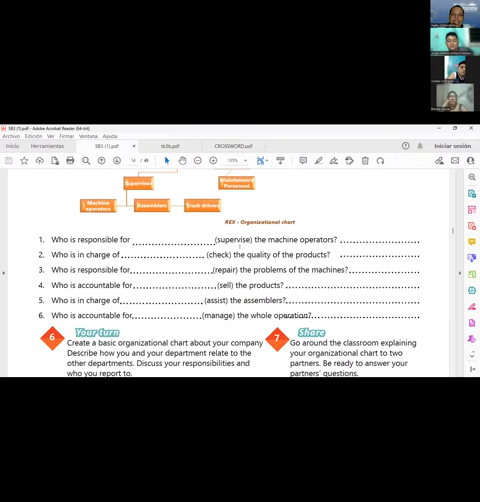 SB3 (1).pdf - Adobe Acrobat Reader (64-bit)
Archivo Edición Ver Firmar Ventana Ayuda
Inicio Herramientas SB3 (1).pdf tb3b.pdf CROSSWORD.pdf Iniciar sesión
14 / 49
Supervisor Maintenance Personnel
Machine operators Assemblers Truck drivers
REX - Organizational chart
1. Who is responsible for ........................(supervise) the machine operators? ........................
2. Who is in charge of........................ (check) the quality of the products? ........................
3. Who is responsible for........................(repair) the problems of the machines?........................
4. Who is accountable for ........................ (sell) the products? ........................
5. Who is in charge of........................ (assist) the assemblers?........................
6. Who is accountable for........................(manage) the whole operation?........................
6 Your turn
Create a basic organizational chart about your company
Describe how you and your department relate to the
other departments. Discuss your responsibilities and
who you report to.
7 Share
Go around the classroom explaining
your organizational chart to two
partners. Be ready to answer your
partners' questions.